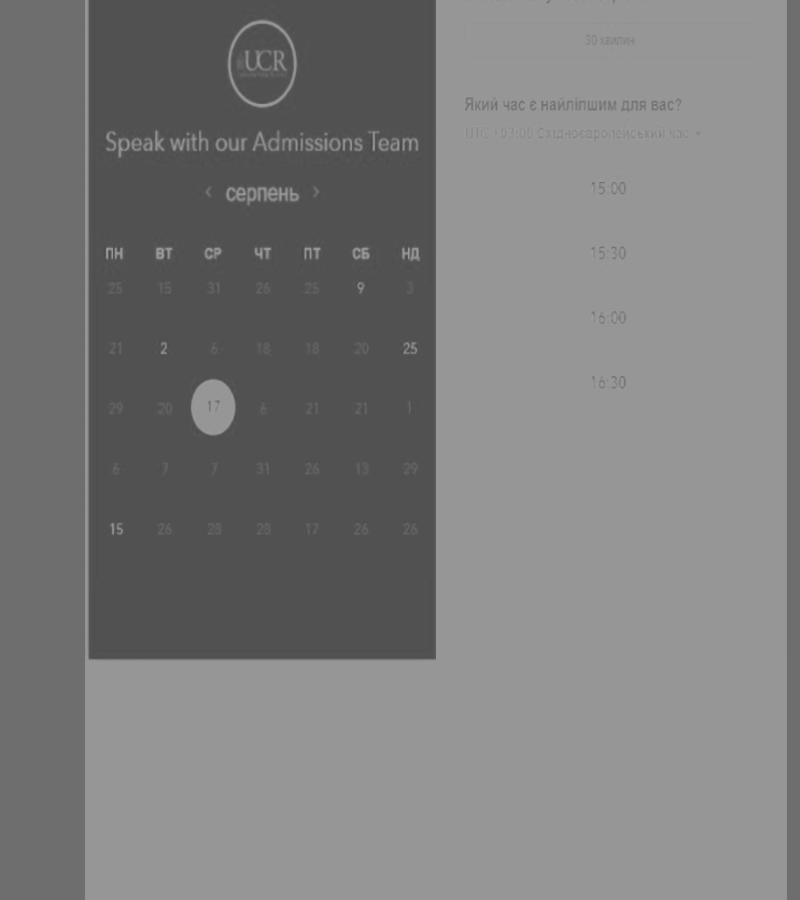 UCR
Speak with our Admissions Team
‹ серпень ›
ПН ВТ СР ЧТ ПТ СБ НД
25 15 31 26 25 9 3
21 2 6 18 18 20 25
29 20 17 6 21 21 1
6 7 7 31 26 13 29
15 26 28 28 17 26 26
30 хвилин
Який час є найліпшим для вас?
UTC +03:00 Східноєвропейський час
15:00
15:30
16:00
16:30